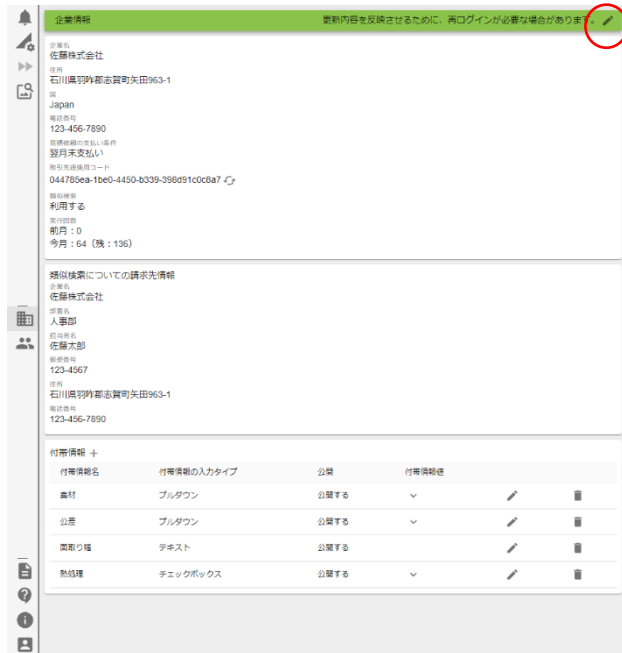 企業情報 更新内容を反映させるために、再ログインが必要な場合があります。
企業名
佐藤株式会社
住所
石川県羽咋郡志賀町矢田963-1
国
Japan
電話番号
123-456-7890
見積依頼の支払い条件
翌月末支払い
取引先連携用コード
044785ea-1be0-4450-b339-398d91c0c8a7
類似検索
利用する
実行回数
前月：0
今月：64（残：136）
類似検索についての請求先情報
企業名
佐藤株式会社
部署名
人事部
担当者名
佐藤太郎
郵便番号
123-4567
住所
石川県羽咋郡志賀町矢田963-1
電話番号
123-456-7890
付帯情報 +
付帯情報名 付帯情報の入力タイプ 公開 付帯情報値
素材 プルダウン 公開する
公差 プルダウン 公開する
面取り幅 テキスト 公開する
熱処理 チェックボックス 公開する